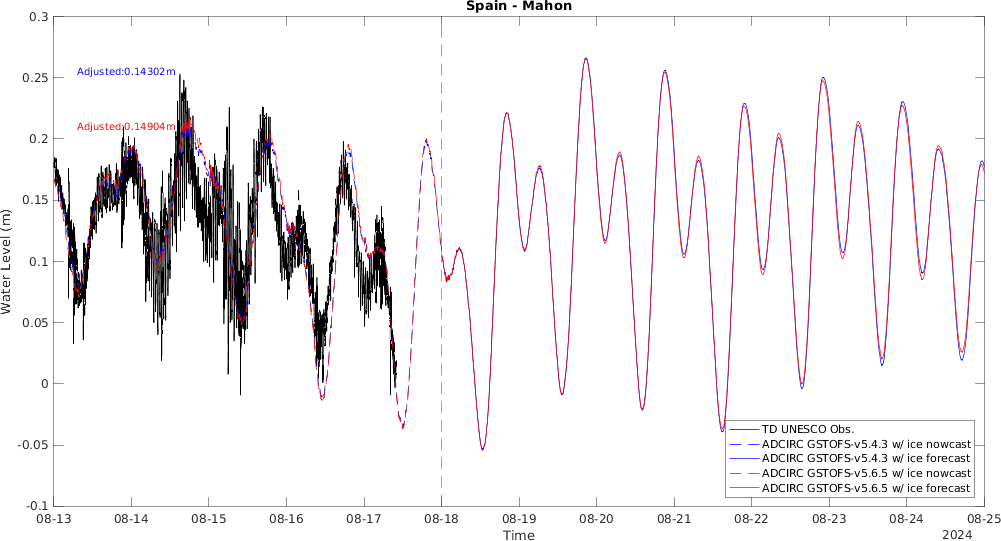 Spain - Mahon
0.3
0.25
0.2
0.15
0.1
0.05
0
-0.05
-0.1
Water Level (m)
Adjusted:0.14302m
Adjusted:0.14904m
TD UNESCO Obs.
ADCIRC GSTOFS-v5.4.3 w/ ice nowcast
ADCIRC GSTOFS-v5.4.3 w/ ice forecast
ADCIRC GSTOFS-v5.6.5 w/ ice nowcast
ADCIRC GSTOFS-v5.6.5 w/ ice forecast
08-13 08-14 08-15 08-16 08-17 08-18 08-19 08-20 08-21 08-22 08-23 08-24 08-25
Time
2024